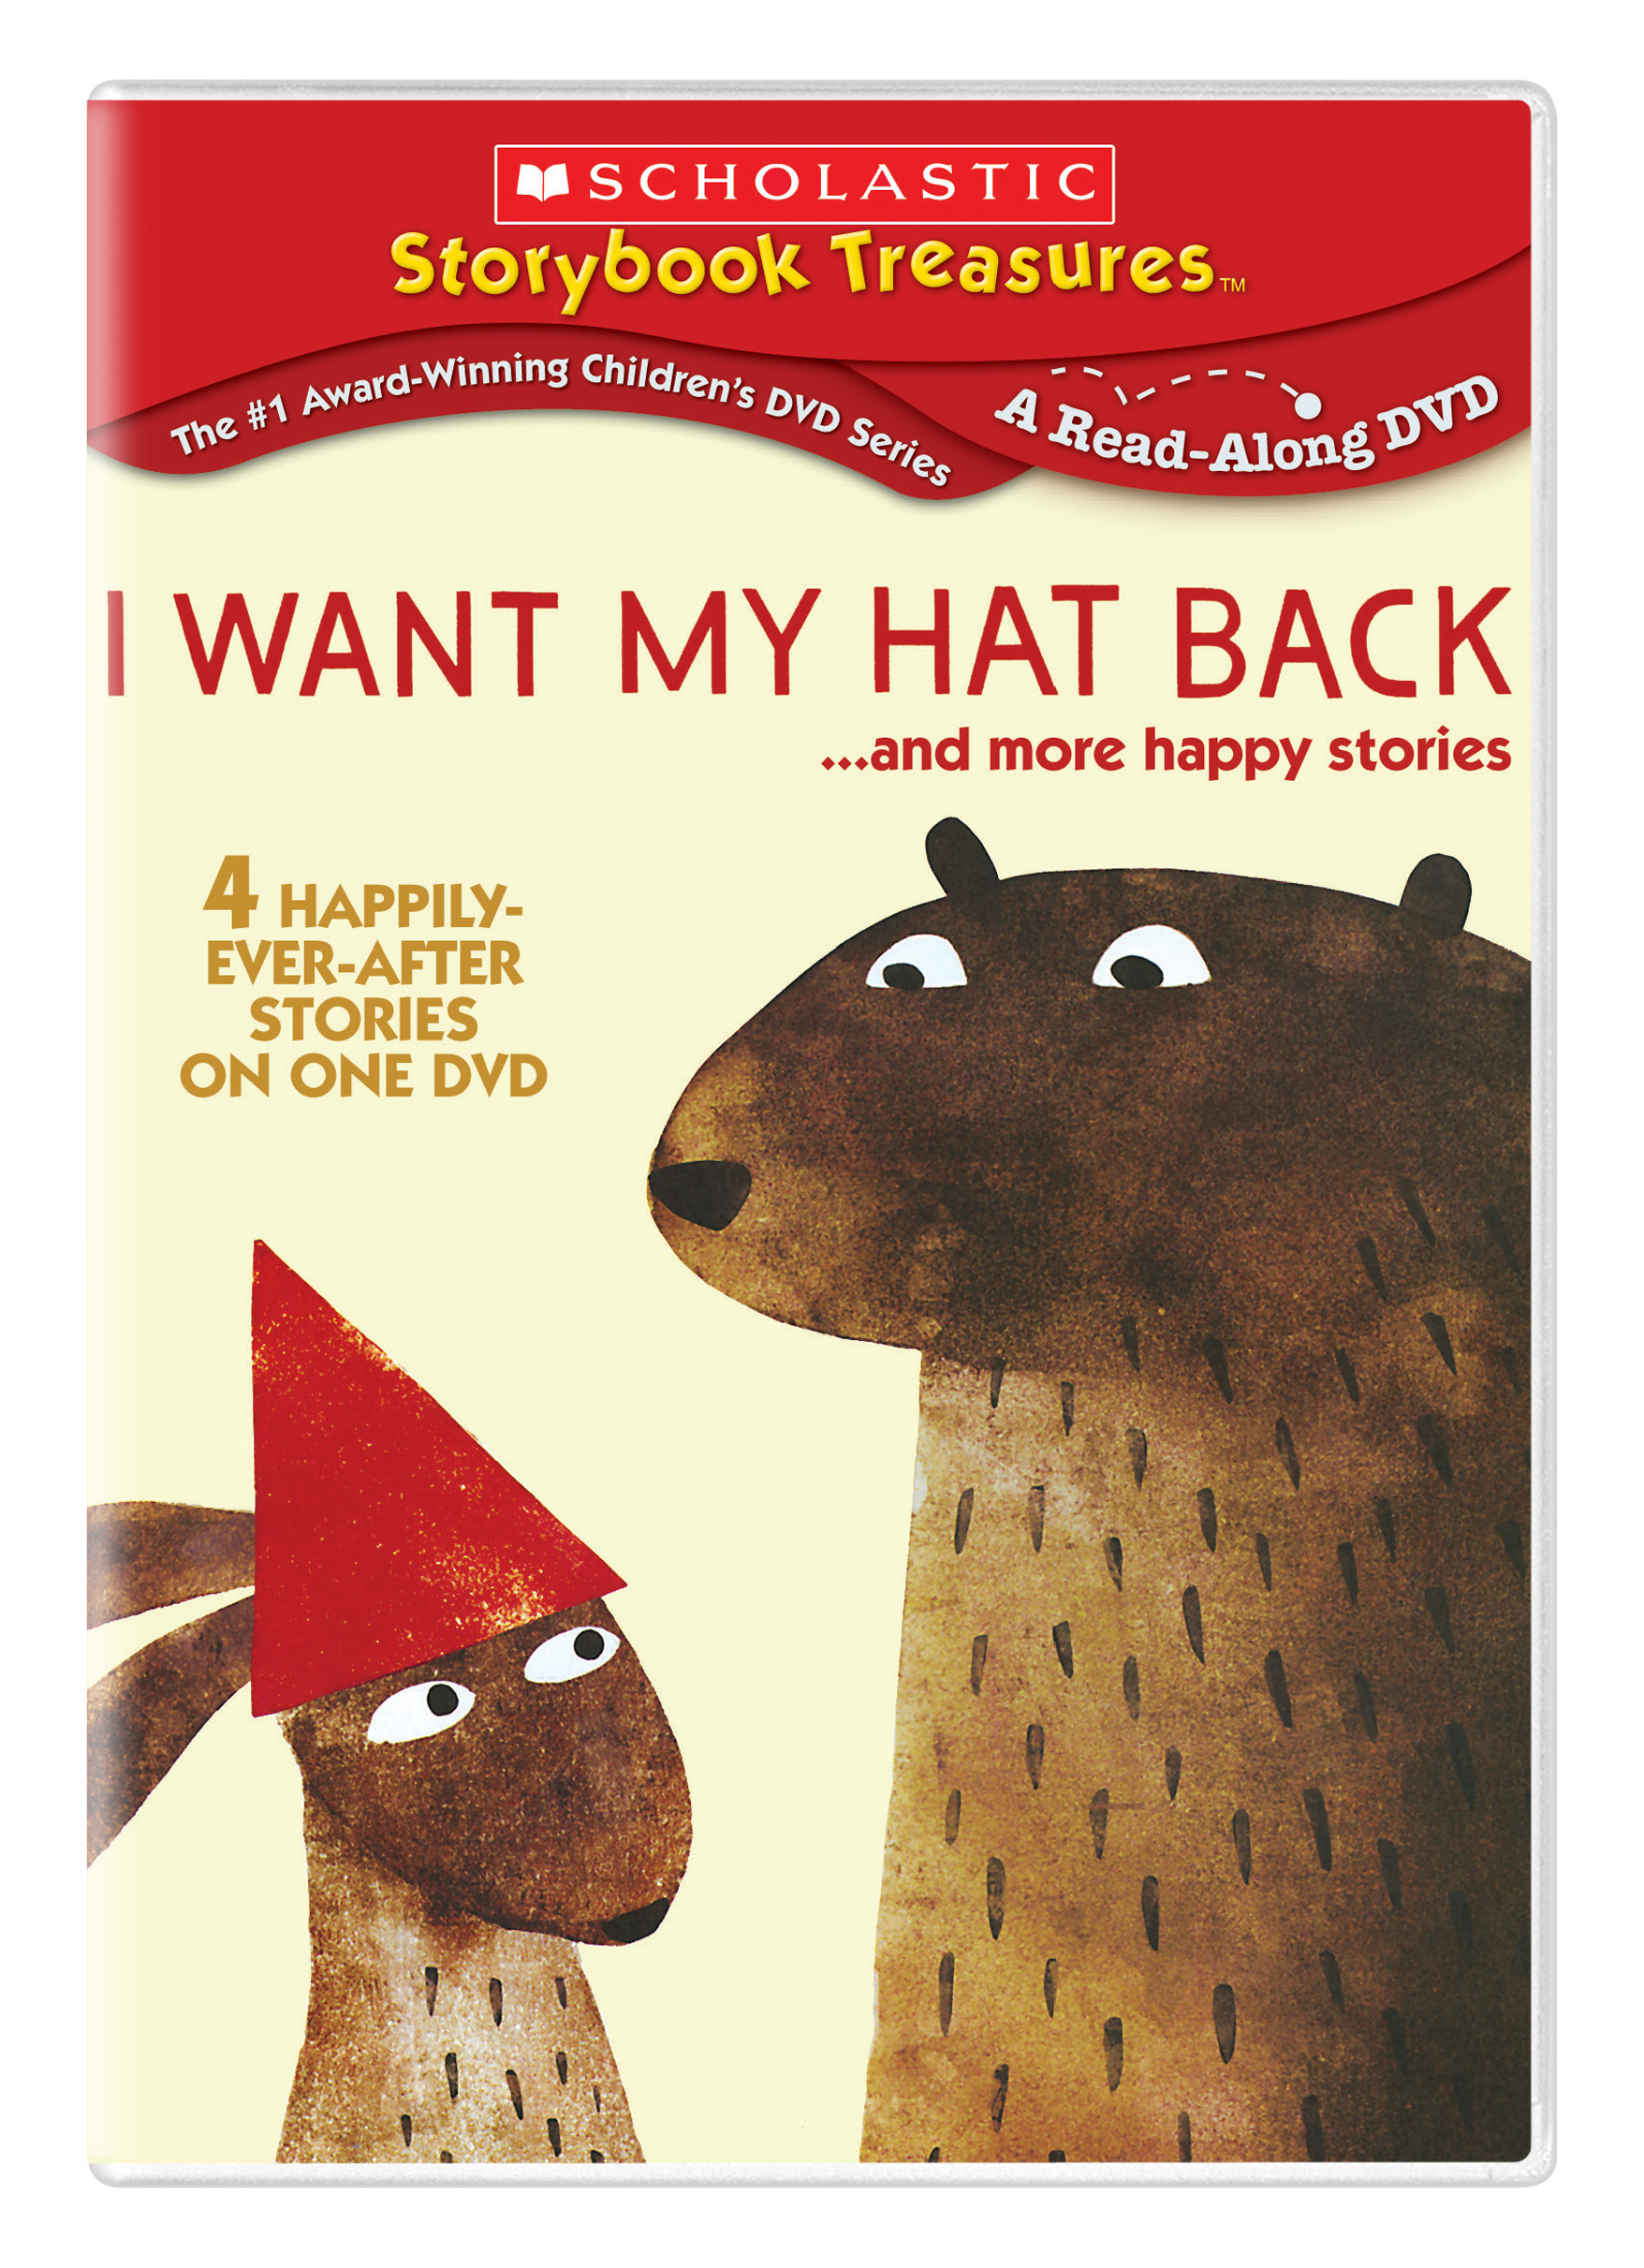 SCHOLASTIC
Storybook Treasures™
The #1 Award-Winning Children's DVD Series
A Read-Along DVD
I WANT MY HAT BACK
...and more happy stories
4 HAPPILY-
EVER-AFTER
STORIES
ON ONE DVD